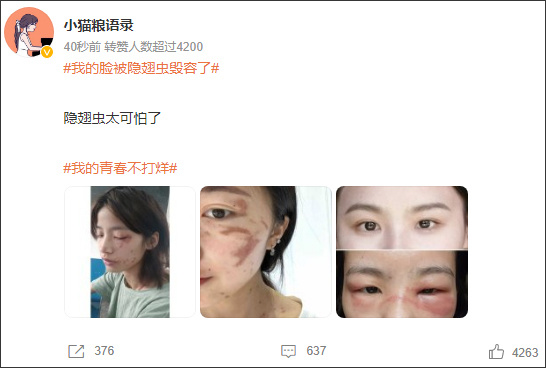 小猫粮语录
40秒前 转赞人数超过4200
#我的脸被隐翅虫毁容了#
隐翅虫太可怕了
#我的青春不打烊#
376
637
4263